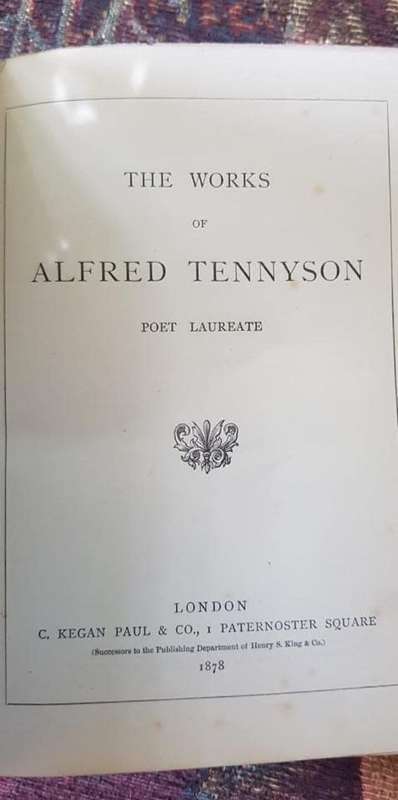 THE WORKS
OF
ALFRED TENNYSON
POET LAUREATE
LONDON
C. KEGAN PAUL & CO., 1 PATERNOSTER SQUARE
(Successors to the Publishing Department of Henry S. King & Co.)
1878